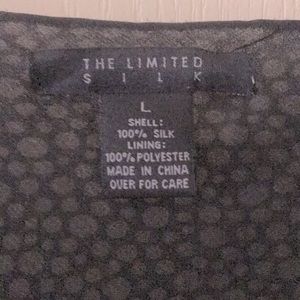 THE LIMITED
SILK
L
SHELL:
100% SILK
LINING:
100% POLYESTER
MADE IN CHINA
OVER FOR CARE